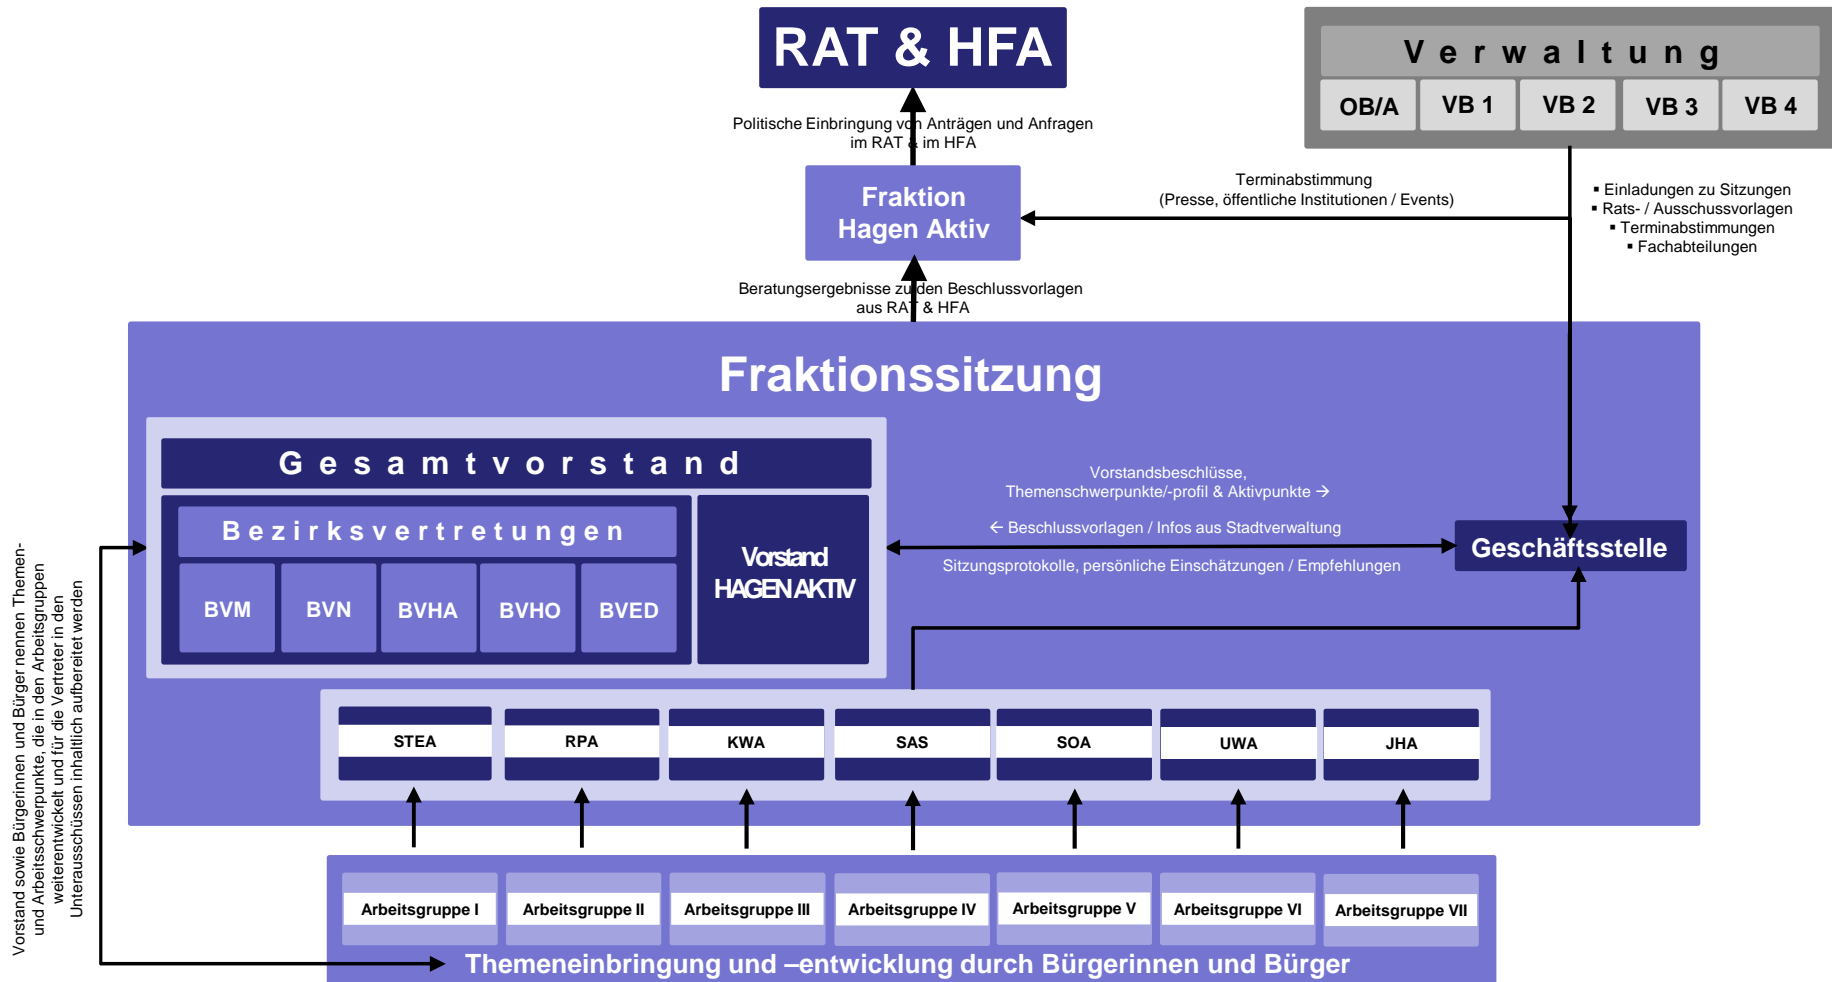 RAT & HFA
Verwaltung
OB/A
VB 1
VB 2
VB 3
VB 4
Politische Einbringung von Anträgen und Anfragen
im RAT & im HFA
Fraktion
Hagen Aktiv
Terminabstimmung
(Presse, öffentliche Institutionen / Events)
▪ Einladungen zu Sitzungen
▪ Rats- / Ausschussvorlagen
▪ Terminabstimmungen
▪ Fachabteilungen
Beratungsergebnisse zu den Beschlussvorlagen
aus RAT & HFA
Fraktionssitzung
Gesamtvorstand
Bezirksvertretungen
BVM
BVN
BVHA
BVHO
BVED
Vorstand
HAGEN AKTIV
Vorstandsbeschlüsse,
Themenschwerpunkte/-profil & Aktivpunkte →
← Beschlussvorlagen / Infos aus Stadtverwaltung
Sitzungsprotokolle, persönliche Einschätzungen / Empfehlungen
Geschäftsstelle
STEA
RPA
KWA
SAS
SOA
UWA
JHA
Arbeitsgruppe I
Arbeitsgruppe II
Arbeitsgruppe III
Arbeitsgruppe IV
Arbeitsgruppe V
Arbeitsgruppe VI
Arbeitsgruppe VII
Themeneinbringung und –entwicklung durch Bürgerinnen und Bürger
Vorstand sowie Bürgerinnen und Bürger nennen Themen-
und Arbeitsschwerpunkte, die in den Arbeitsgruppen
weiterentwickelt und für die Vertreter in den
Unterausschüssen inhaltlich aufbereitet werden